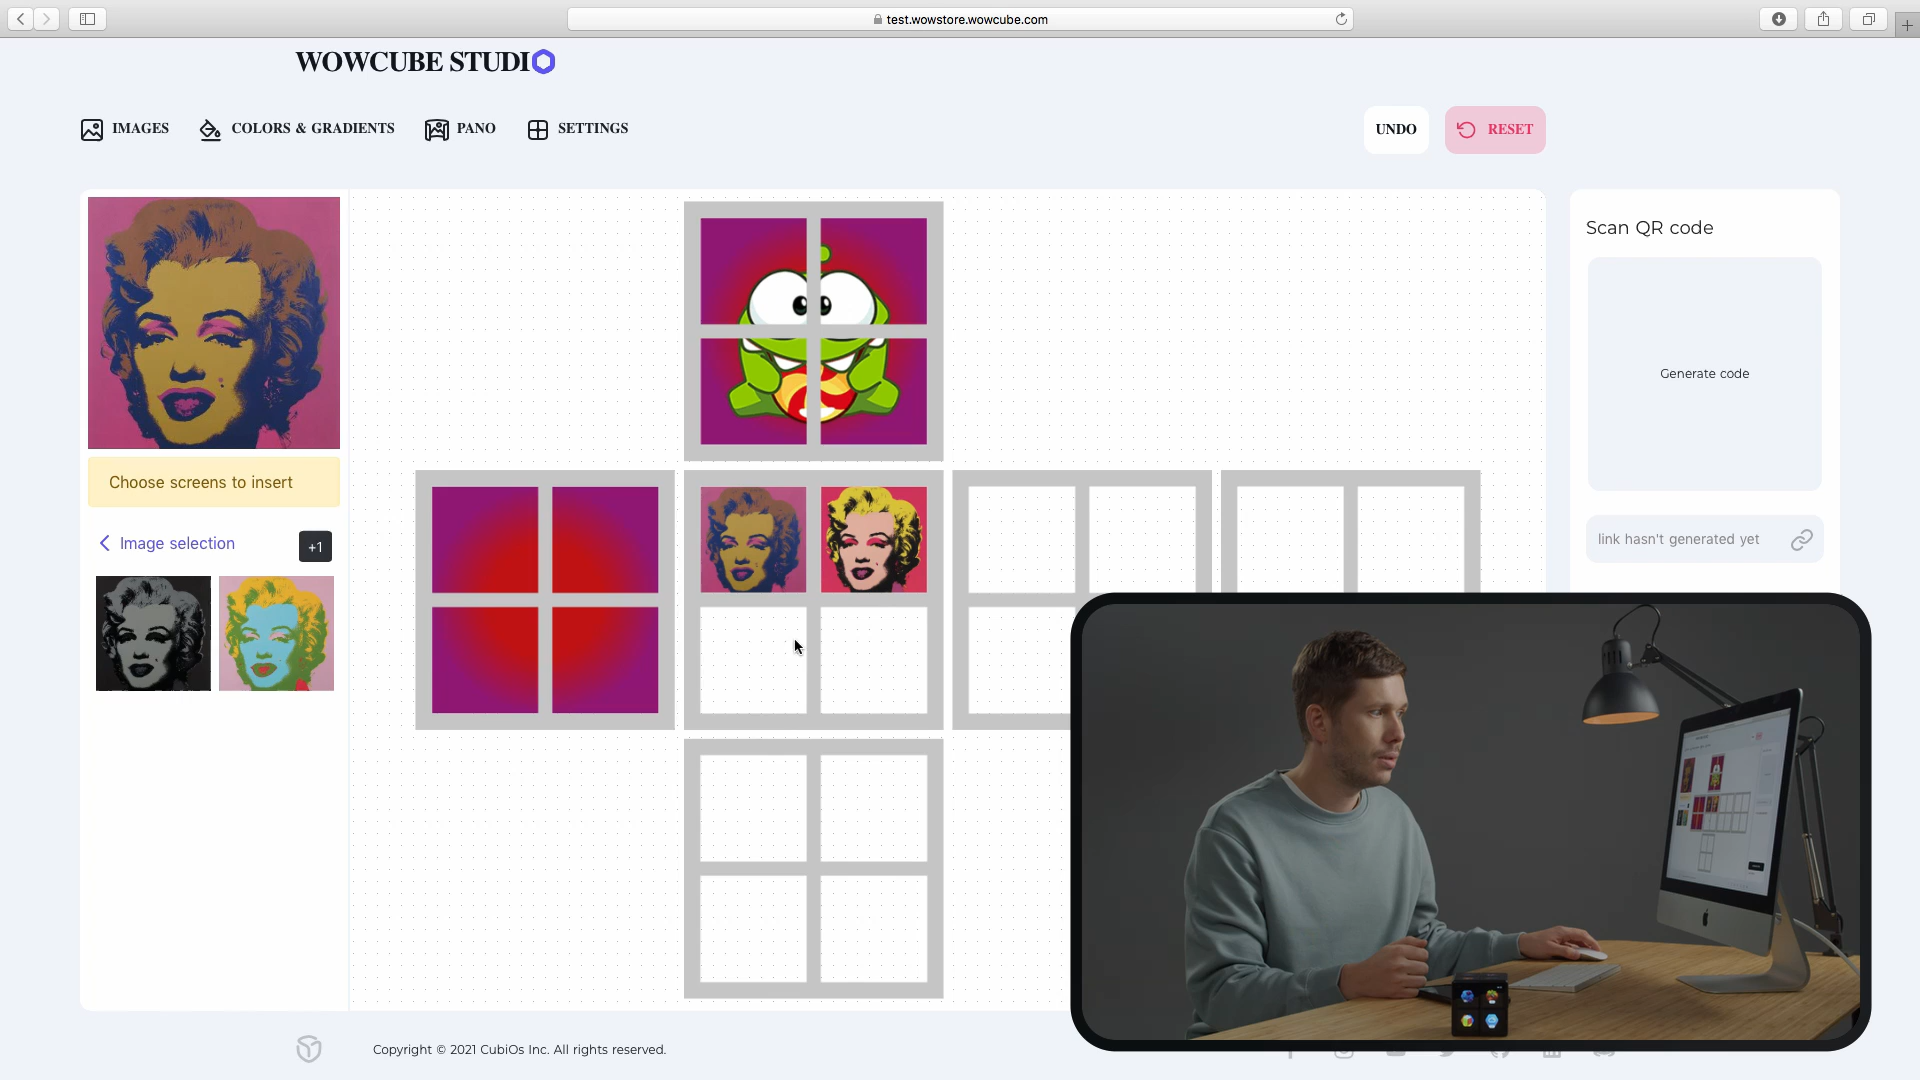 test.wowstore.wowcube.com
WOWCUBE STUDIO
IMAGES
COLORS & GRADIENTS
PANO
SETTINGS
UNDO
RESET
Scan QR code
Generate code
link hasn't generated yet
Choose screens to insert
Image selection
+1
Copyright © 2021 CubiOs Inc. All rights reserved.